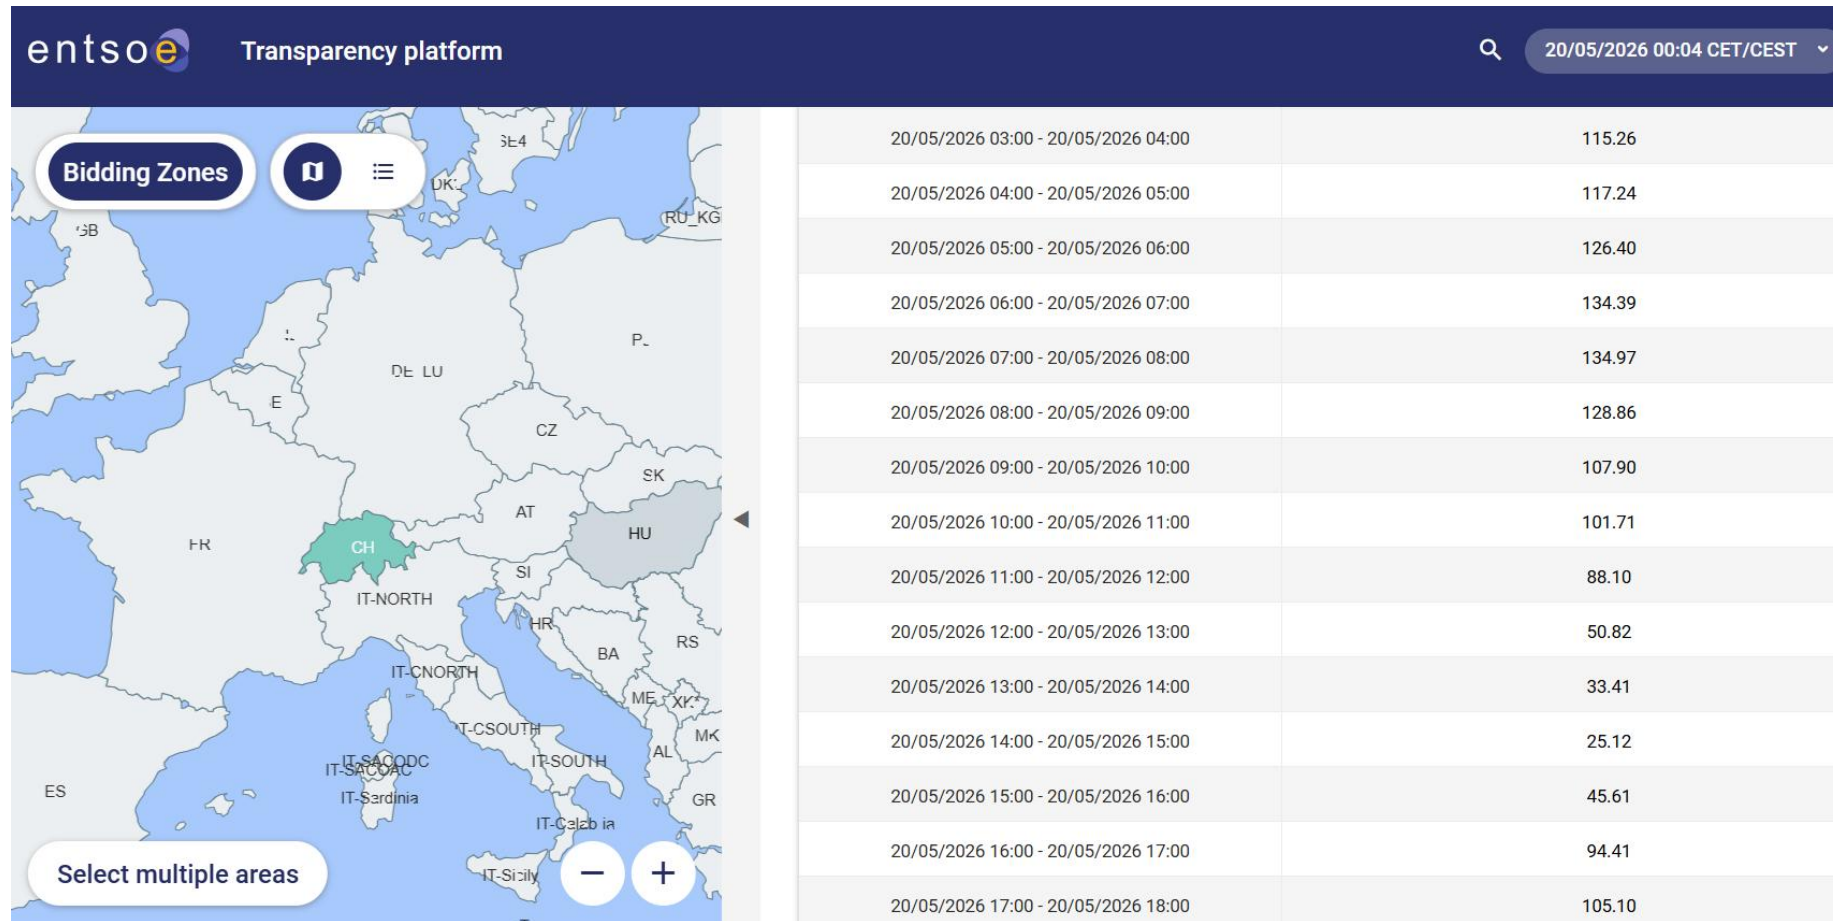 entsoe Transparency platform 20/05/2026 00:04 CET/CEST
Bidding Zones
SE4
RU_KG
DE LU
CZ
SK
AT
HU
CH
SI
IT-NORTH
HR
RS
BA
IT-CNORTH
ME XK*
MK
AL
IT-SOUTH
IT-SACODC
IT-SACOAC
IT-Sardinia
ES
GR
IT-Sicily
Select multiple areas
− +
20/05/2026 03:00 - 20/05/2026 04:00 115.26
20/05/2026 04:00 - 20/05/2026 05:00 117.24
20/05/2026 05:00 - 20/05/2026 06:00 126.40
20/05/2026 06:00 - 20/05/2026 07:00 134.39
20/05/2026 07:00 - 20/05/2026 08:00 134.97
20/05/2026 08:00 - 20/05/2026 09:00 128.86
20/05/2026 09:00 - 20/05/2026 10:00 107.90
20/05/2026 10:00 - 20/05/2026 11:00 101.71
20/05/2026 11:00 - 20/05/2026 12:00 88.10
20/05/2026 12:00 - 20/05/2026 13:00 50.82
20/05/2026 13:00 - 20/05/2026 14:00 33.41
20/05/2026 14:00 - 20/05/2026 15:00 25.12
20/05/2026 15:00 - 20/05/2026 16:00 45.61
20/05/2026 16:00 - 20/05/2026 17:00 94.41
20/05/2026 17:00 - 20/05/2026 18:00 105.10